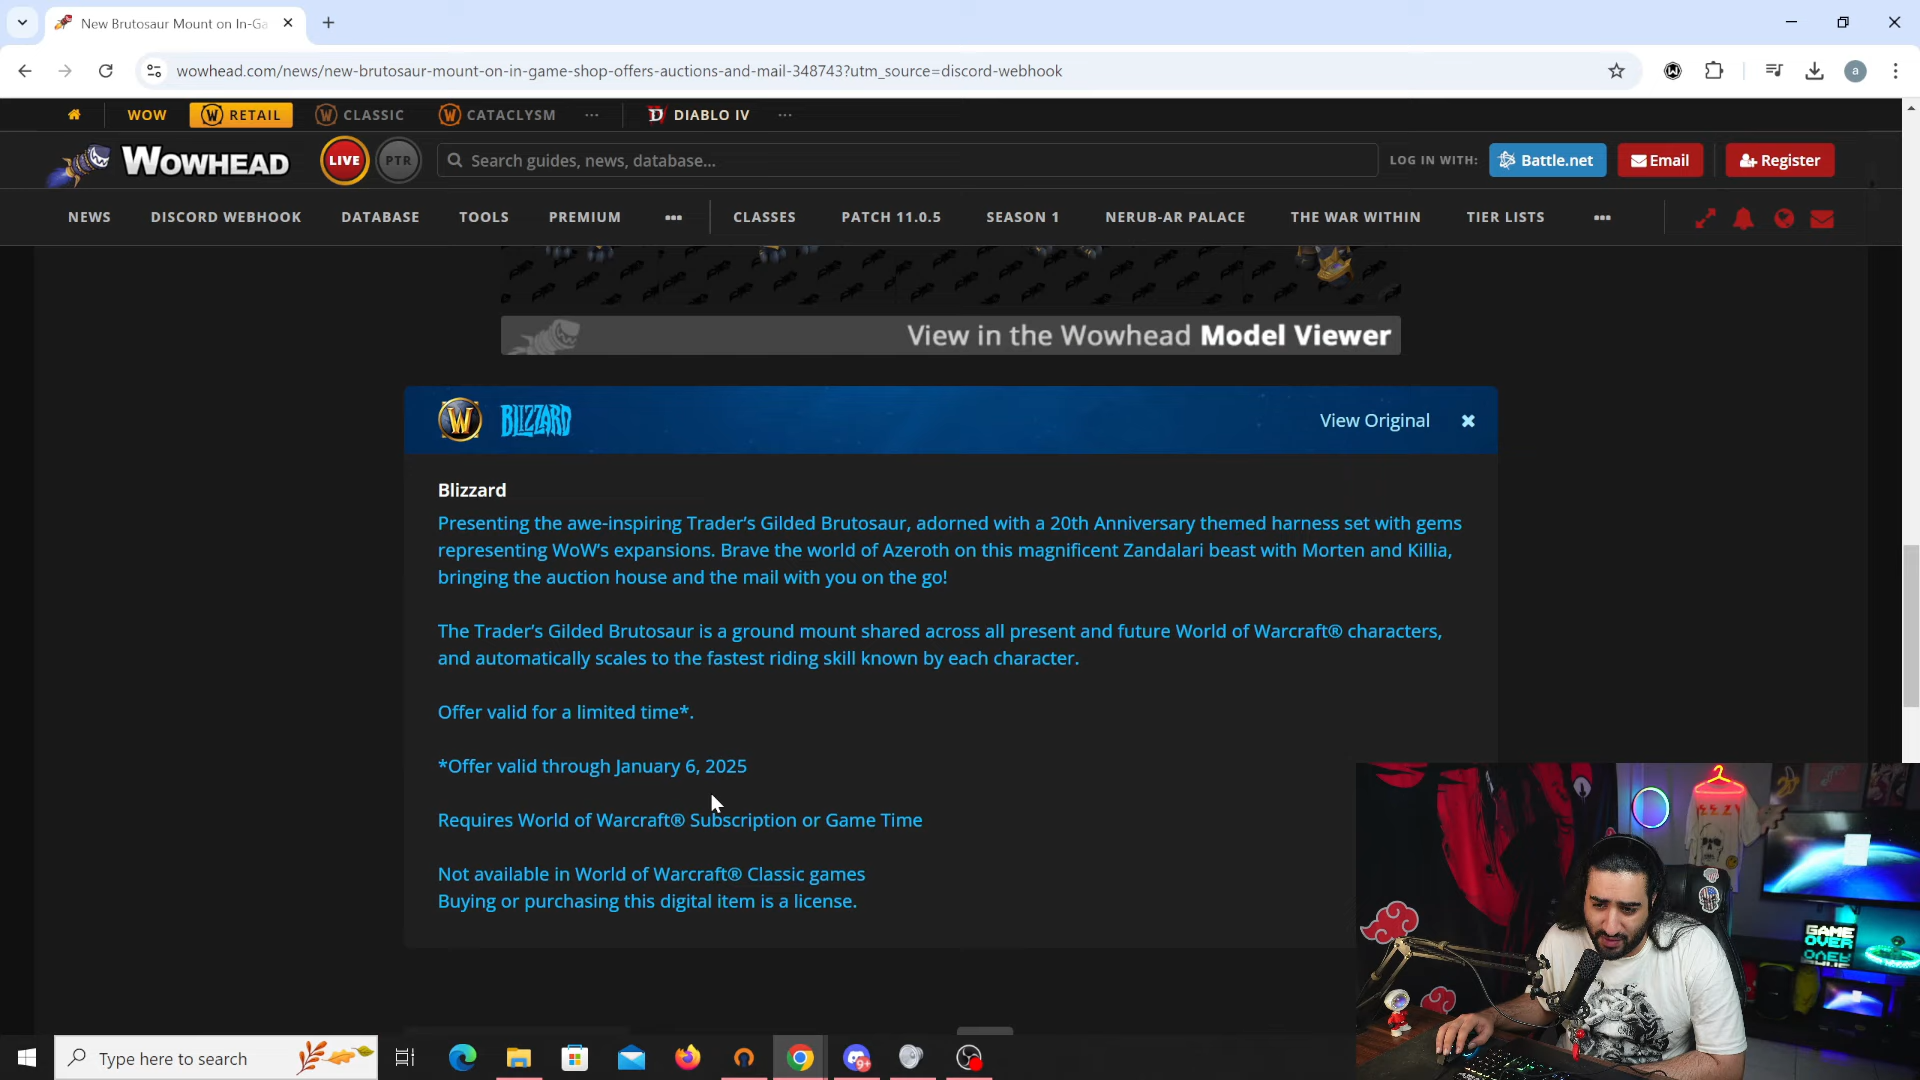 New Brutosaur Mount on In-Ga
wowhead.com/news/new-brutosaur-mount-on-in-game-shop-offers-auctions-and-mail-348743?utm_source=discord-webhook
a
WOW
RETAIL
CLASSIC
CATACLYSM
DIABLO IV
WOWHEAD
LIVE
PTR
Search guides, news, database...
LOG IN WITH:
Battle.net
Email
Register
NEWS
DISCORD WEBHOOK
DATABASE
TOOLS
PREMIUM
CLASSES
PATCH 11.0.5
SEASON 1
NERUB-AR PALACE
THE WAR WITHIN
TIER LISTS
View in the Wowhead Model Viewer
W
BLIZZARD
View Original
Blizzard
Presenting the awe-inspiring Trader's Gilded Brutosaur, adorned with a 20th Anniversary themed harness set with gems
representing WoW's expansions. Brave the world of Azeroth on this magnificent Zandalari beast with Morten and Killia,
bringing the auction house and the mail with you on the go!
The Trader's Gilded Brutosaur is a ground mount shared across all present and future World of Warcraft® characters,
and automatically scales to the fastest riding skill known by each character.
Offer valid for a limited time*.
*Offer valid through January 6, 2025
Requires World of Warcraft® Subscription or Game Time
Not available in World of Warcraft® Classic games
Buying or purchasing this digital item is a license.
GAME
OVER
Type here to search
9+